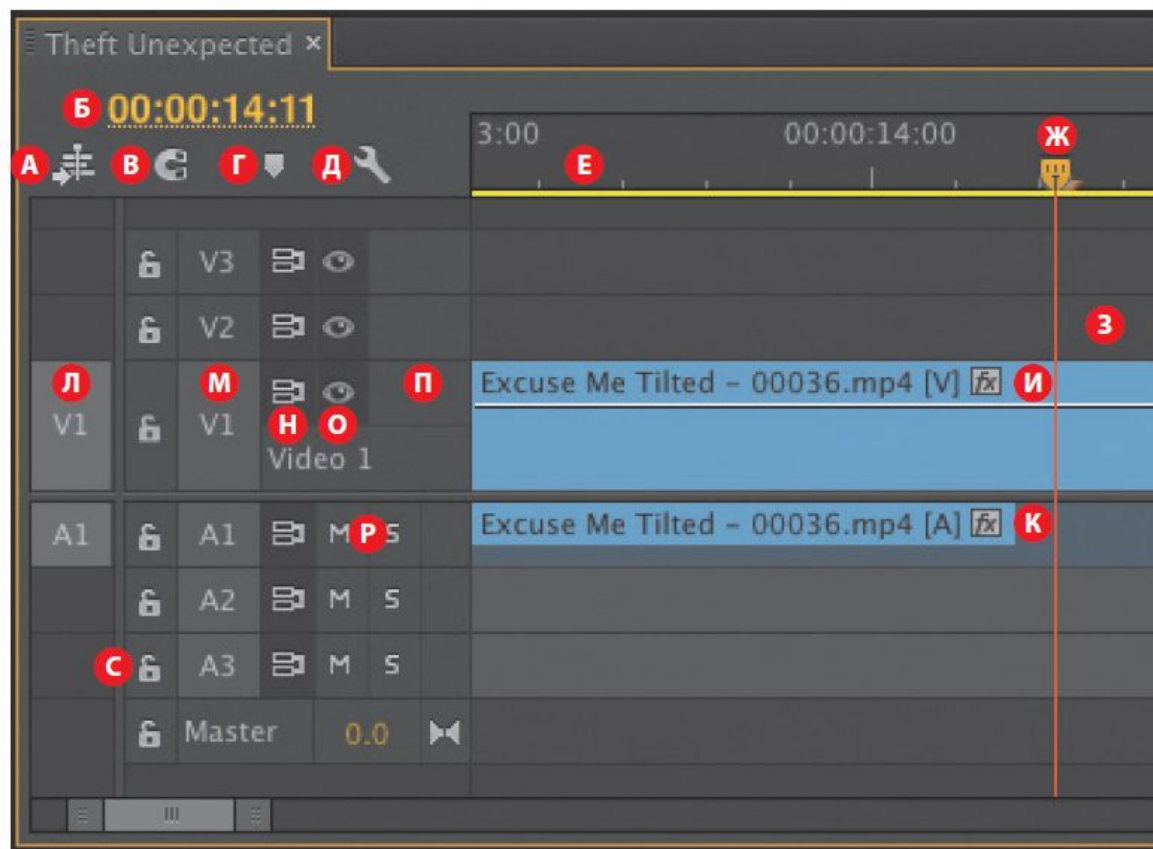 Theft Unexpected ×
Б 00:00:14:11
3:00 00:00:14:00 Ж
А В Г Д Е
V3
V2 З
Л М П Excuse Me Tilted – 00036.mp4 [V] fx И
V1 V1 Н О
Video 1
A1 A1 M Р S Excuse Me Tilted – 00036.mp4 [A] fx К
A2 M S
С A3 M S
Master 0.0